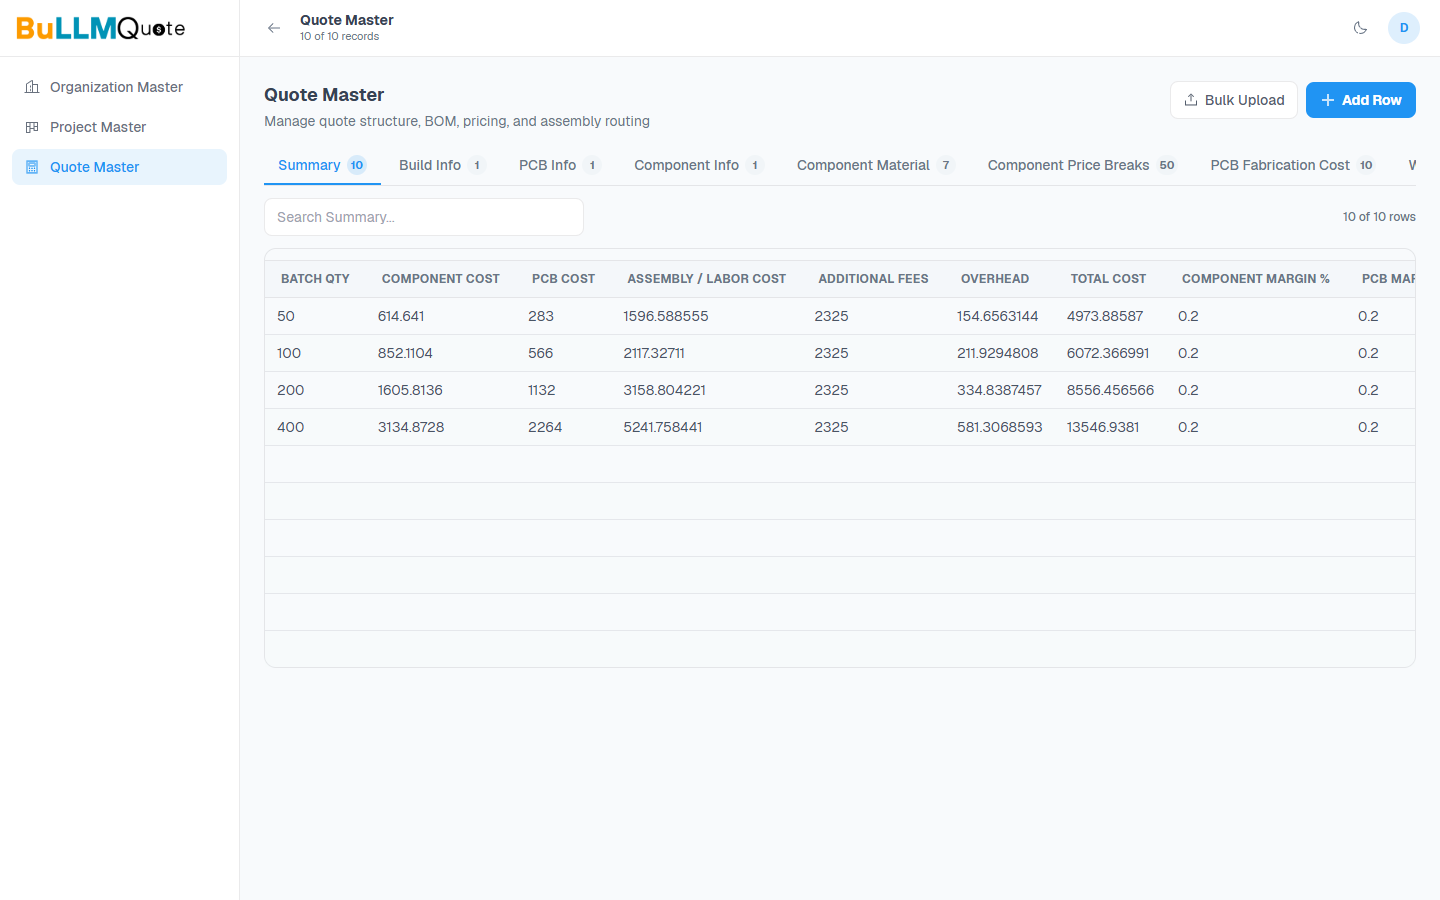 BuLLMQuote
Quote Master
10 of 10 records
D
Organization Master
Project Master
Quote Master
Quote Master
Manage quote structure, BOM, pricing, and assembly routing
Bulk Upload
Add Row
Summary 10 Build Info 1 PCB Info 1 Component Info 1 Component Material 7 Component Price Breaks 50 PCB Fabrication Cost 10
Search Summary...
10 of 10 rows
BATCH QTY COMPONENT COST PCB COST ASSEMBLY / LABOR COST ADDITIONAL FEES OVERHEAD TOTAL COST COMPONENT MARGIN % PCB MAR
50 614.641 283 1596.588555 2325 154.6563144 4973.88587 0.2 0.2
100 852.1104 566 2117.32711 2325 211.9294808 6072.366991 0.2 0.2
200 1605.8136 1132 3158.804221 2325 334.8387457 8556.456566 0.2 0.2
400 3134.8728 2264 5241.758441 2325 581.3068593 13546.9381 0.2 0.2